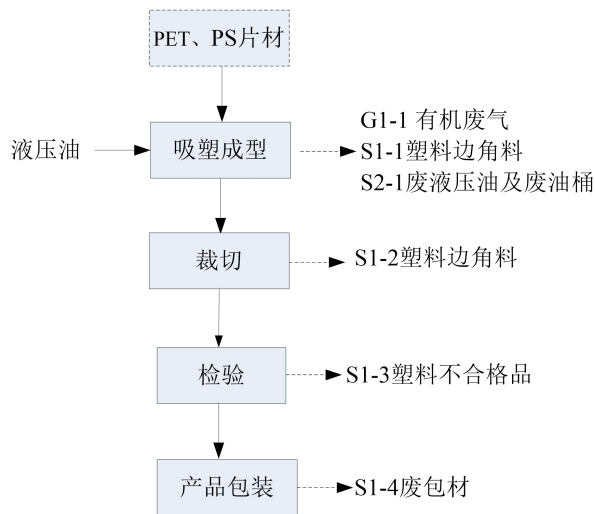 PET、PS片材
G1-1 有机废气
液压油
吸塑成型
S1-1塑料边角料
S2-1废液压油及废油桶
裁切
S1-2塑料边角料
检验
S1-3塑料不合格品
产品包装
S1-4废包材